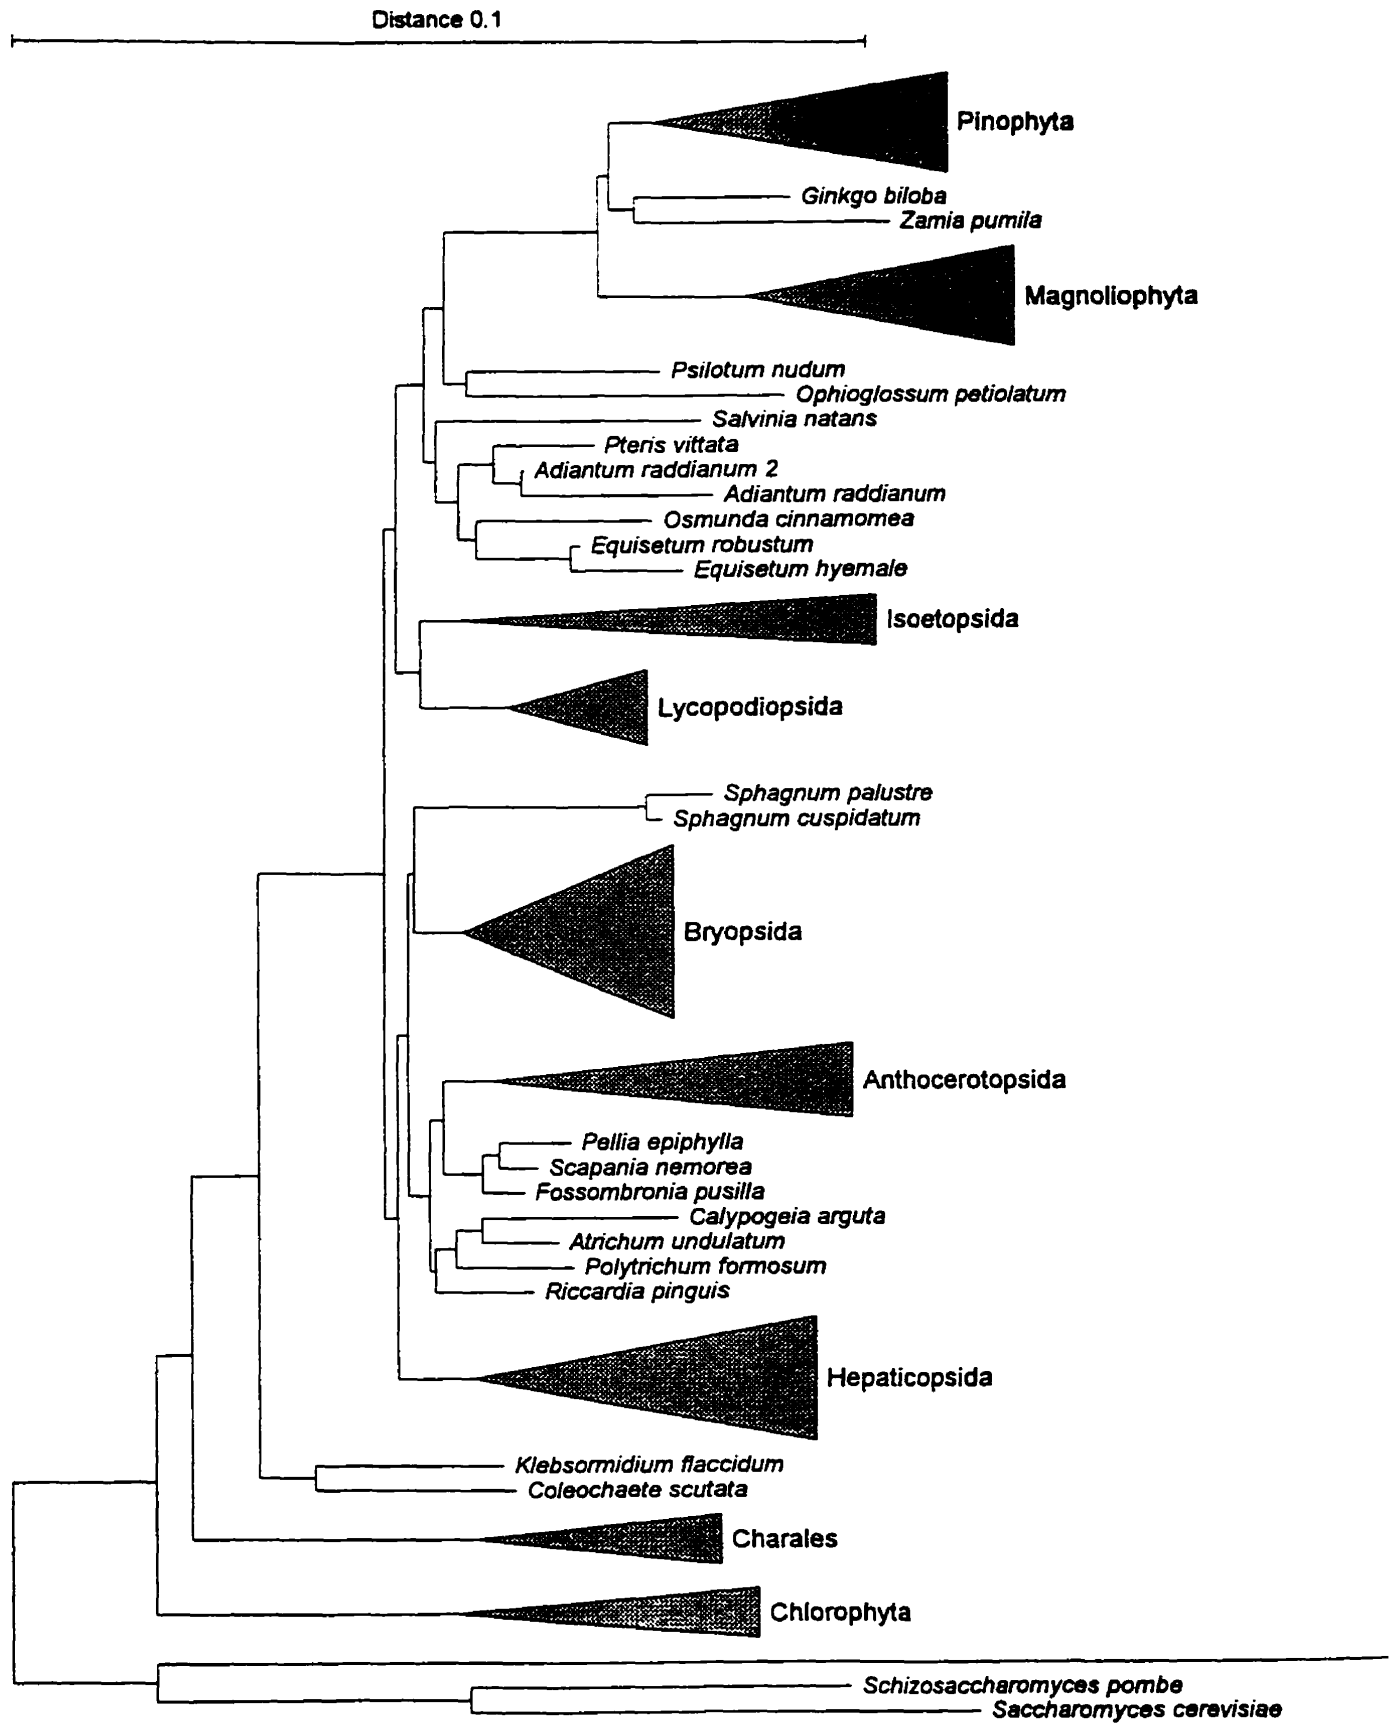 Distance 0.1
Pinophyta
Ginkgo biloba
Zamia pumila
Magnoliophyta
Psilotum nudum
Ophioglossum petiolatum
Salvinia natans
Pteris vittata
Adiantum raddianum 2
Adiantum raddianum
Osmunda cinnamomea
Equisetum robustum
Equisetum hyemale
Isoetopsida
Lycopodiopsida
Sphagnum palustre
Sphagnum cuspidatum
Bryopsida
Anthocerotopsida
Pellia epiphylla
Scapania nemorea
Fossombronia pusilla
Calypogeia arguta
Atrichum undulatum
Polytrichum formosum
Riccardia pinguis
Hepaticopsida
Klebsormidium flaccidum
Coleochaete scutata
Charales
Chlorophyta
Schizosaccharomyces pombe
Saccharomyces cerevisiae